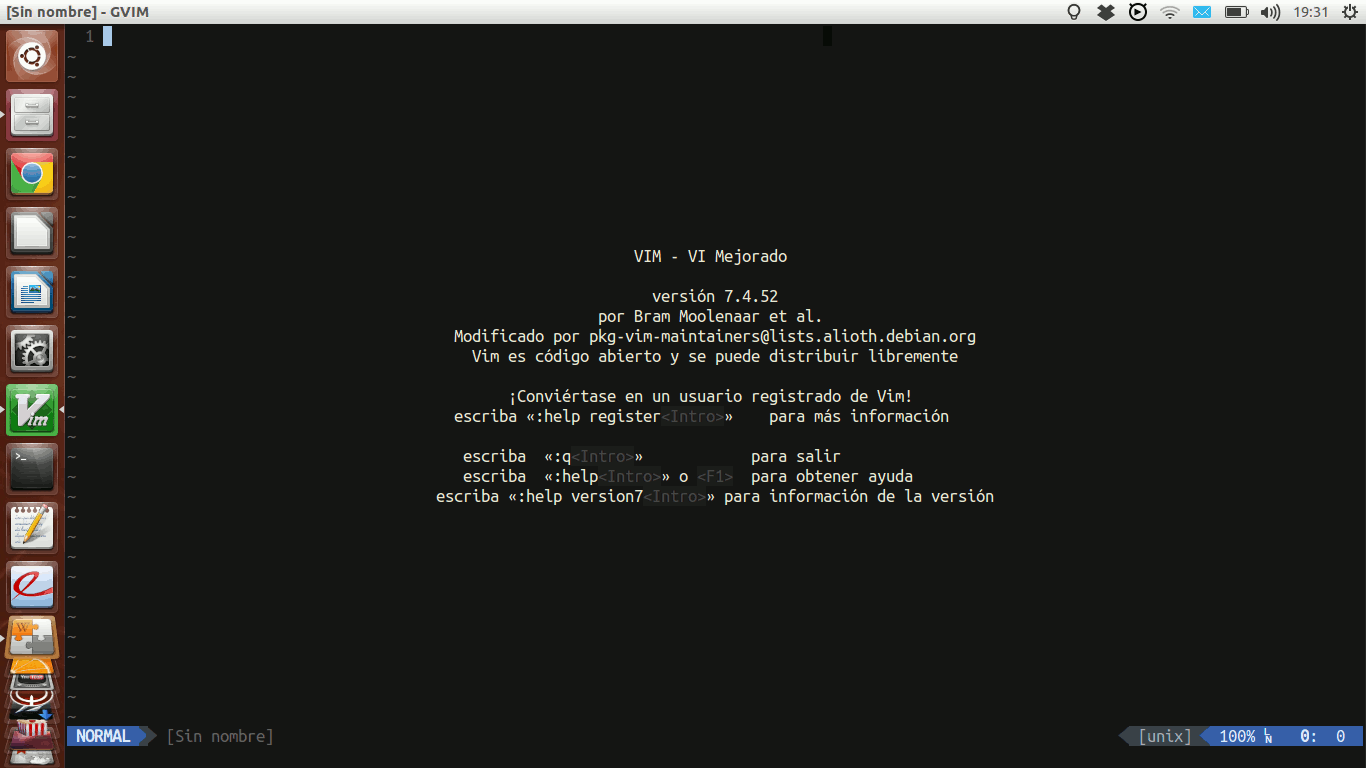 [Sin nombre] - GVIM
19:31
1
VIM - VI Mejorado
versión 7.4.52
por Bram Moolenaar et al.
Modificado por pkg-vim-maintainers@lists.alioth.debian.org
Vim es código abierto y se puede distribuir libremente
¡Conviértase en un usuario registrado de Vim!
escriba «:help register<Intro>» para más información
escriba «:q<Intro>» para salir
escriba «:help<Intro>» o <F1> para obtener ayuda
escriba «:help version7<Intro>» para información de la versión
Vim
>_
W
NORMAL [Sin nombre] [unix] 100% LN 0: 0